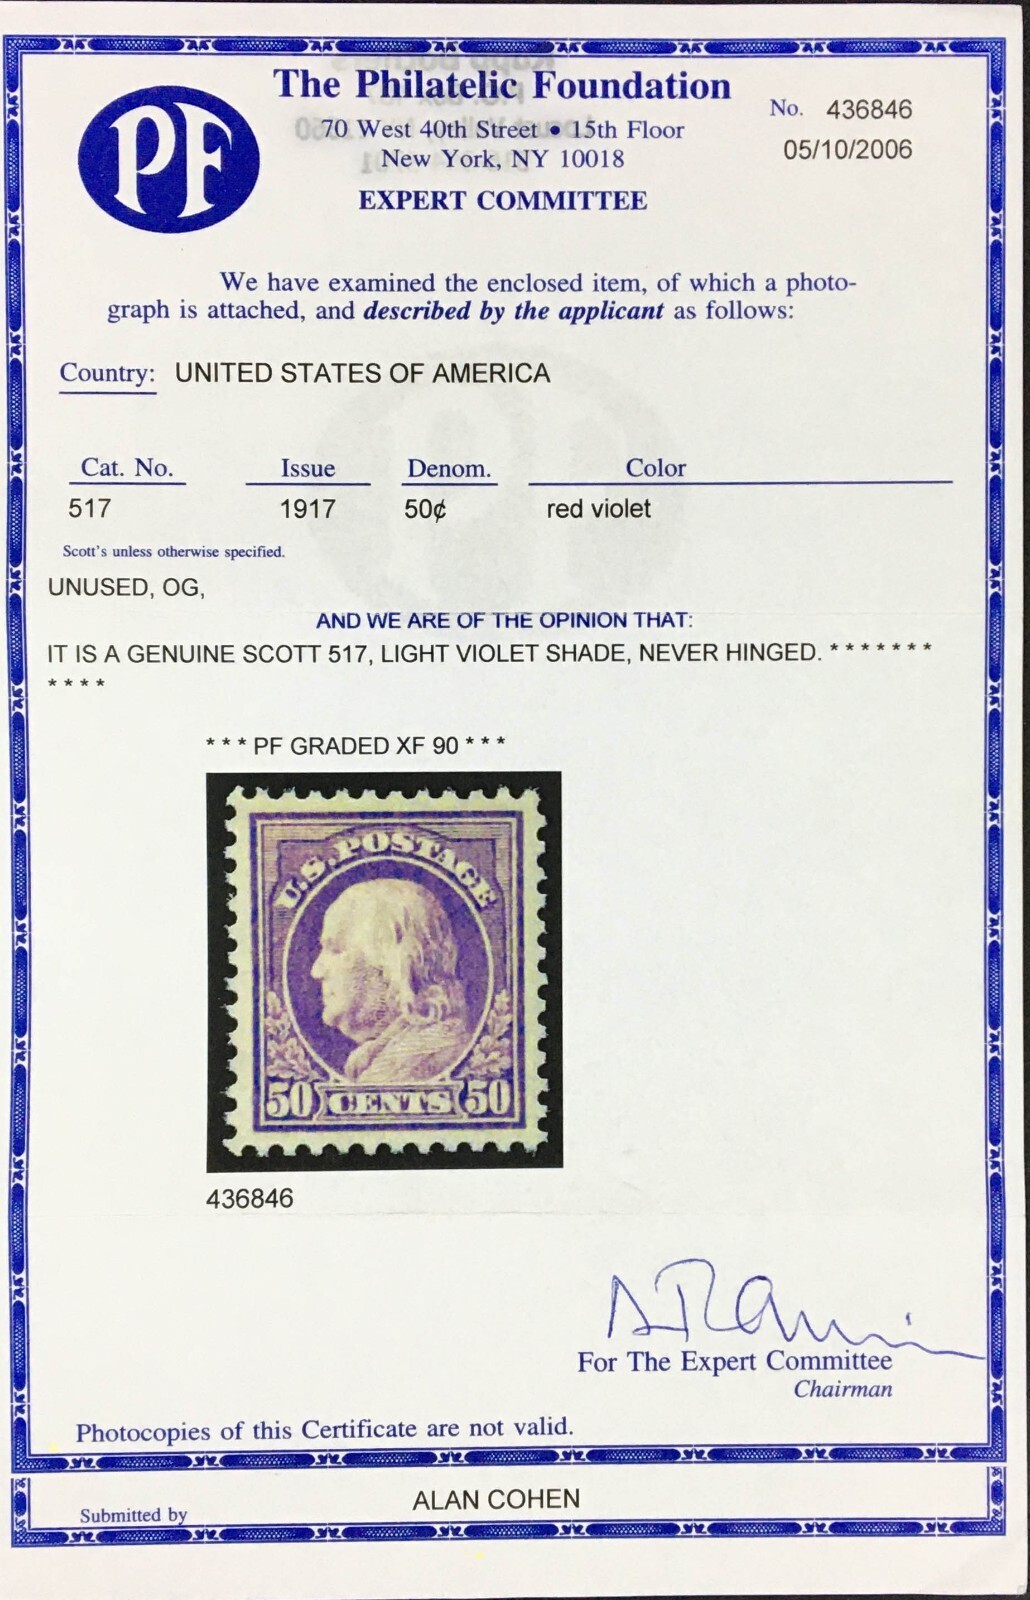 The Philatelic Foundation
70 West 40th Street • 15th Floor
New York, NY 10018
EXPERT COMMITTEE
No. 436846
05/10/2006
PF
We have examined the enclosed item, of which a photo-
graph is attached, and described by the applicant as follows:
Country: UNITED STATES OF AMERICA
Cat. No. Issue Denom. Color
517 1917 50¢ red violet
Scott's unless otherwise specified.
UNUSED, OG,
AND WE ARE OF THE OPINION THAT:
IT IS A GENUINE SCOTT 517, LIGHT VIOLET SHADE, NEVER HINGED. * * * * * * *
* * * *
* * * PF GRADED XF 90 * * *
U.S. POSTAGE
50 CENTS 50
436846
For The Expert Committee
Chairman
Photocopies of this Certificate are not valid.
Submitted by ALAN COHEN